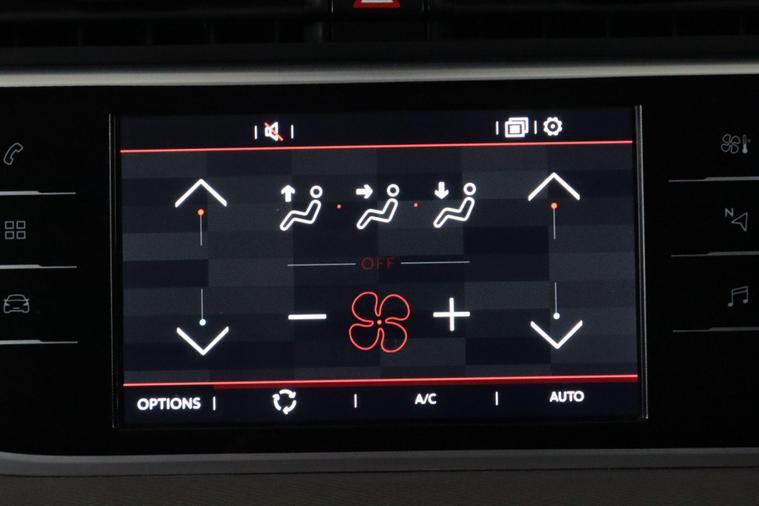 N
OFF
OPTIONS | | A/C | AUTO